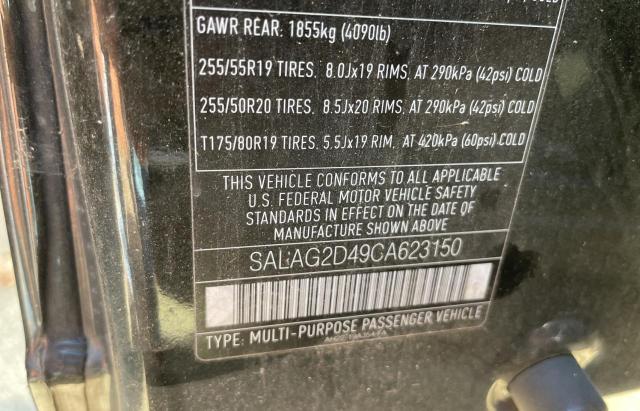 GAWR REAR. 1855kg (4090lb)
255/55R19 TIRES. 8.0Jx19 RIMS, AT 290kPa (42psi) COLD
255/50R20 TIRES, 8.5Jx20 RIMS, AT 290kPa (42psi) COLD
T175/80R19 TIRES. 5.5Jx19 RIM, AT 420kPa (60psi) COLD
THIS VEHICLE CONFORMS TO ALL APPLICABLE
U.S. FEDERAL MOTOR VEHICLE SAFETY
STANDARDS IN EFFECT ON THE DATE OF
MANUFACTURE SHOWN ABOVE
SALAG2D49CA623150
TYPE: MULTI-PURPOSE PASSENGER VEHICLE